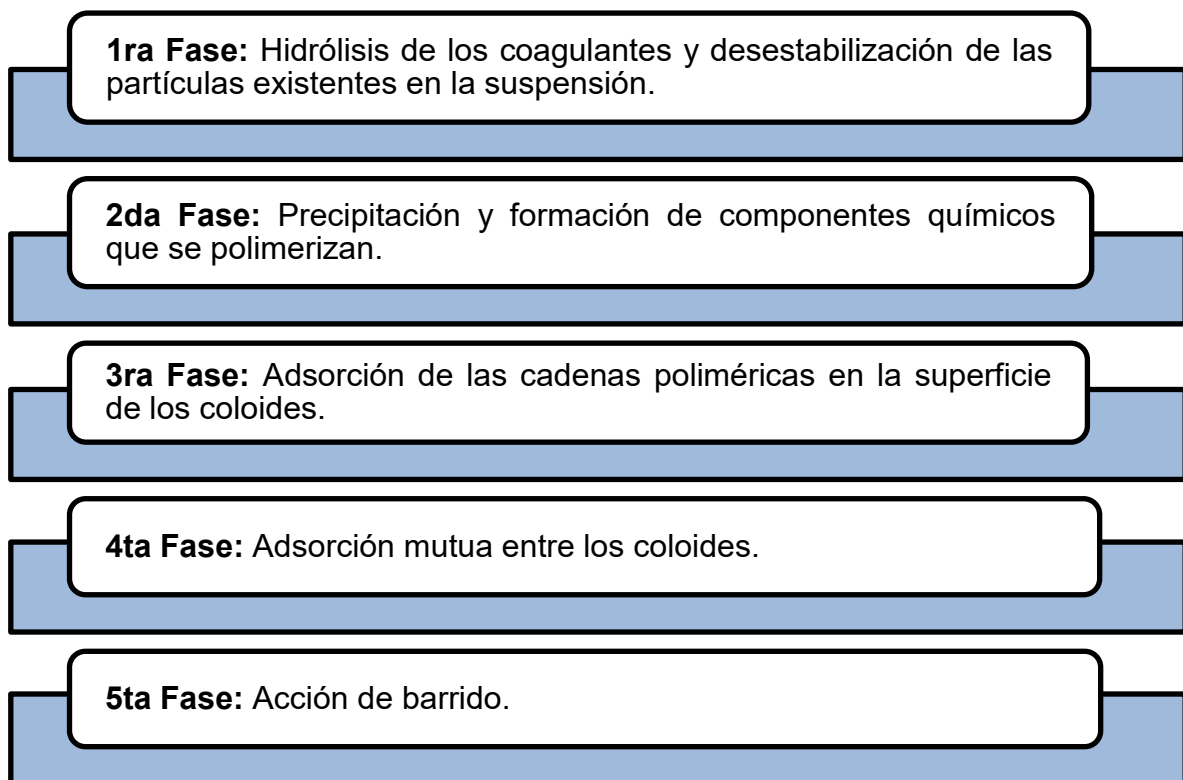 1ra Fase: Hidrólisis de los coagulantes y desestabilización de las
partículas existentes en la suspensión.
2da Fase: Precipitación y formación de componentes químicos
que se polimerizan.
3ra Fase: Adsorción de las cadenas poliméricas en la superficie
de los coloides.
4ta Fase: Adsorción mutua entre los coloides.
5ta Fase: Acción de barrido.